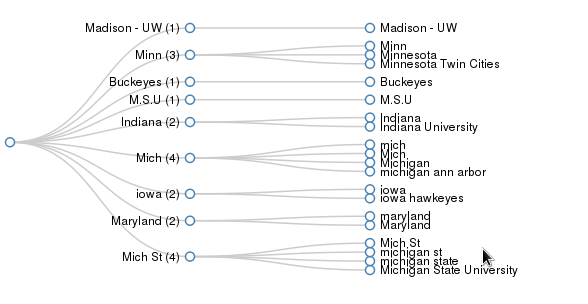 Madison - UW (1)
Madison - UW
Minn (3)
Minn
Minnesota
Minnesota Twin Cities
Buckeyes (1)
Buckeyes
M.S.U (1)
M.S.U
Indiana (2)
Indiana
Indiana University
Mich (4)
mich
Mich.
Michigan
michigan ann arbor
iowa (2)
iowa
iowa hawkeyes
Maryland (2)
maryland
Maryland
Mich St (4)
Mich St
michigan st
michigan state
Michigan State University